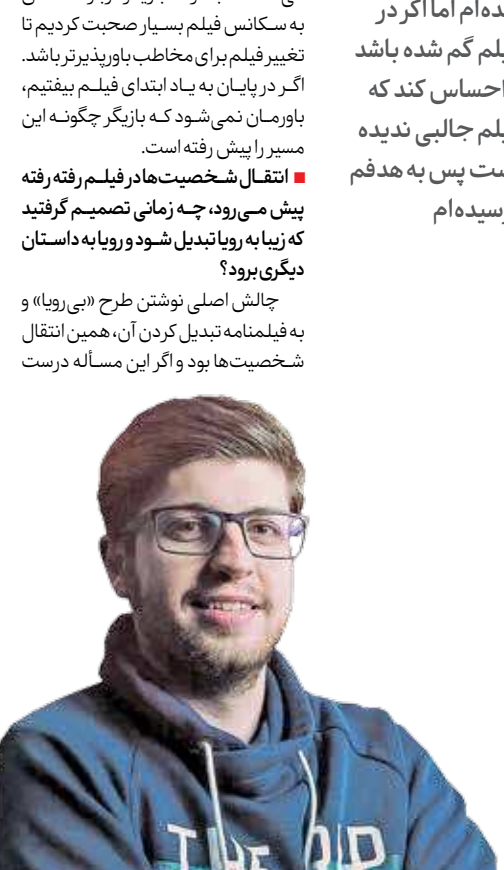 به سکانس فیلم بسیار صحبت کردیم تا
تغییر فیلم برای مخاطب باورپذیرتر باشد.
اگر در پایان به یاد ابتدای فیلم بیفتیم،
باورمان نمی‌شود که بازیگر چگونه این
مسیر را پیش رفته است.
■ انتقال شخصیت‌ها در فیلم رفته رفته
پیش می‌رود، چه زمانی تصمیم گرفتید
که زیبا به رویا تبدیل شود و رویا به داستان
دیگری برود؟
چالش اصلی نوشتن طرح «بی‌رویا» و
به فیلمنامه تبدیل کردن آن، همین انتقال
شخصیت‌ها بود و اگر این مسأله درست
ده‌ام اما اگر در
یلم گم شده باشد
احساس کند که
یلم جالبی ندیده
ست پس به هدفم
سیده‌ام
THE